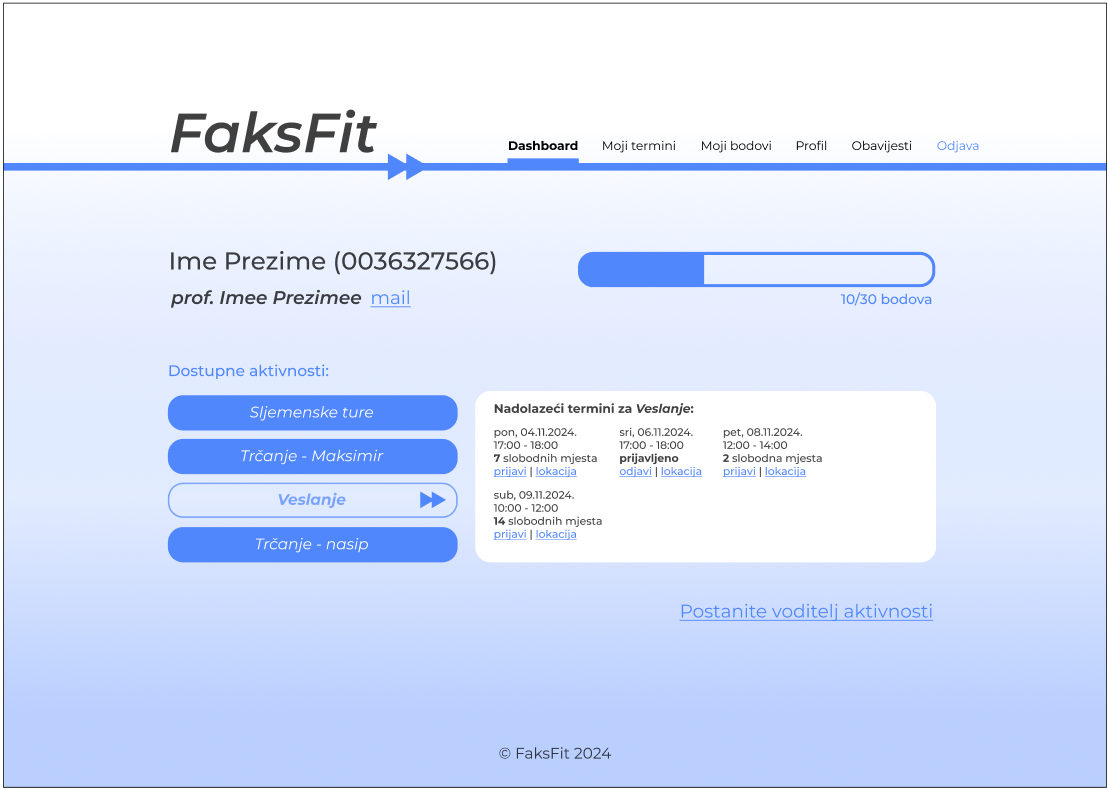 FaksFit
Dashboard Moji termini Moji bodovi Profil Obavijesti Odjava
Ime Prezime (0036327566)
prof. Imee Prezimee mail
10/30 bodova
Dostupne aktivnosti:
Sljemenske ture
Trčanje - Maksimir
Veslanje
Trčanje - nasip
Nadolazeći termini za Veslanje:
pon, 04.11.2024.
17:00 - 18:00
7 slobodnih mjesta
prijavi | lokacija
sri, 06.11.2024.
17:00 - 18:00
prijavljeno
odjavi | lokacija
pet, 08.11.2024.
12:00 - 14:00
2 slobodna mjesta
prijavi | lokacija
sub, 09.11.2024.
10:00 - 12:00
14 slobodnih mjesta
prijavi | lokacija
Postanite voditelj aktivnosti
© FaksFit 2024